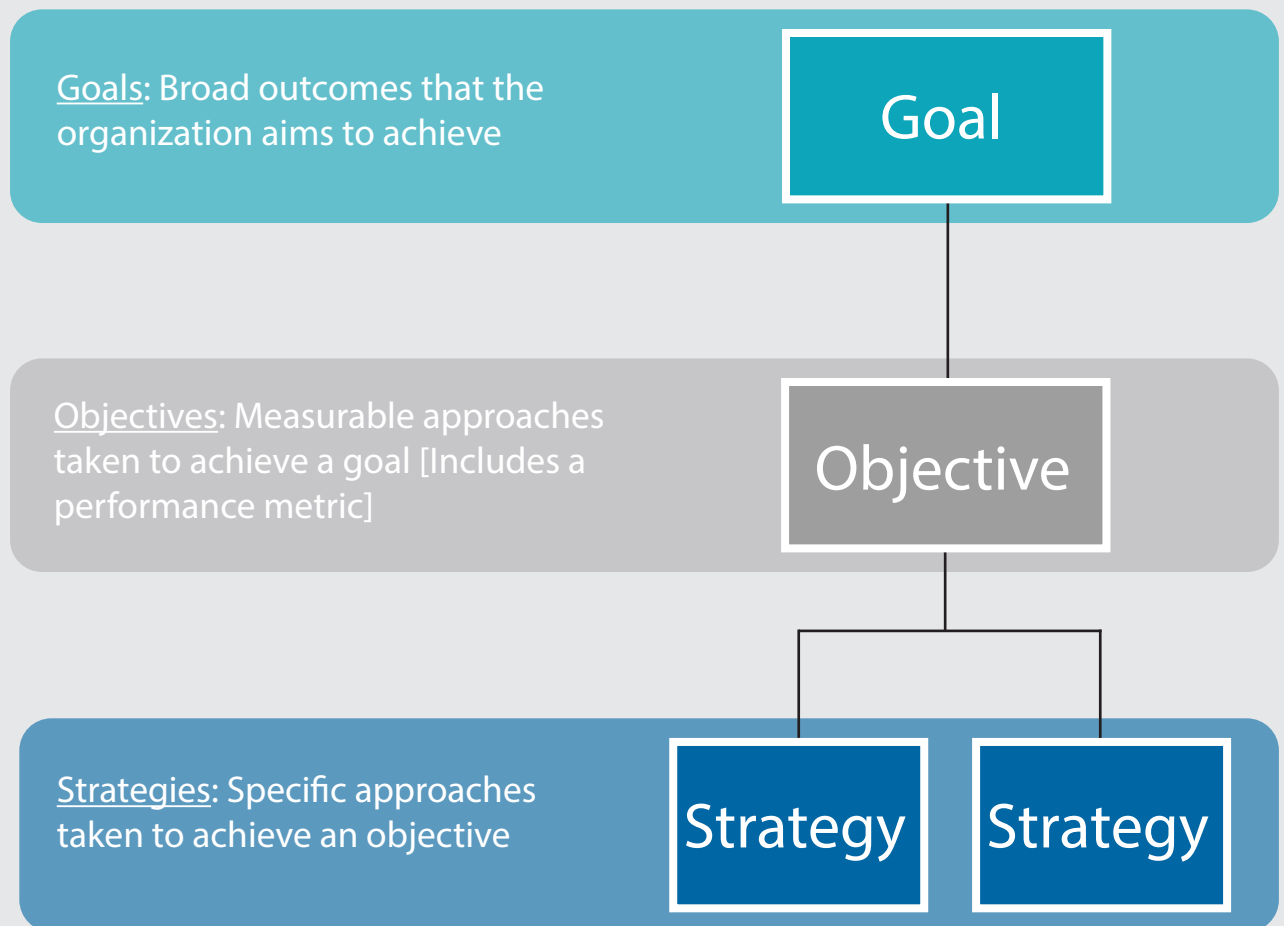 Goals: Broad outcomes that the
organization aims to achieve
Goal
Objectives: Measurable approaches
taken to achieve a goal [Includes a
performance metric]
Objective
Strategies: Specific approaches
taken to achieve an objective
Strategy
Strategy